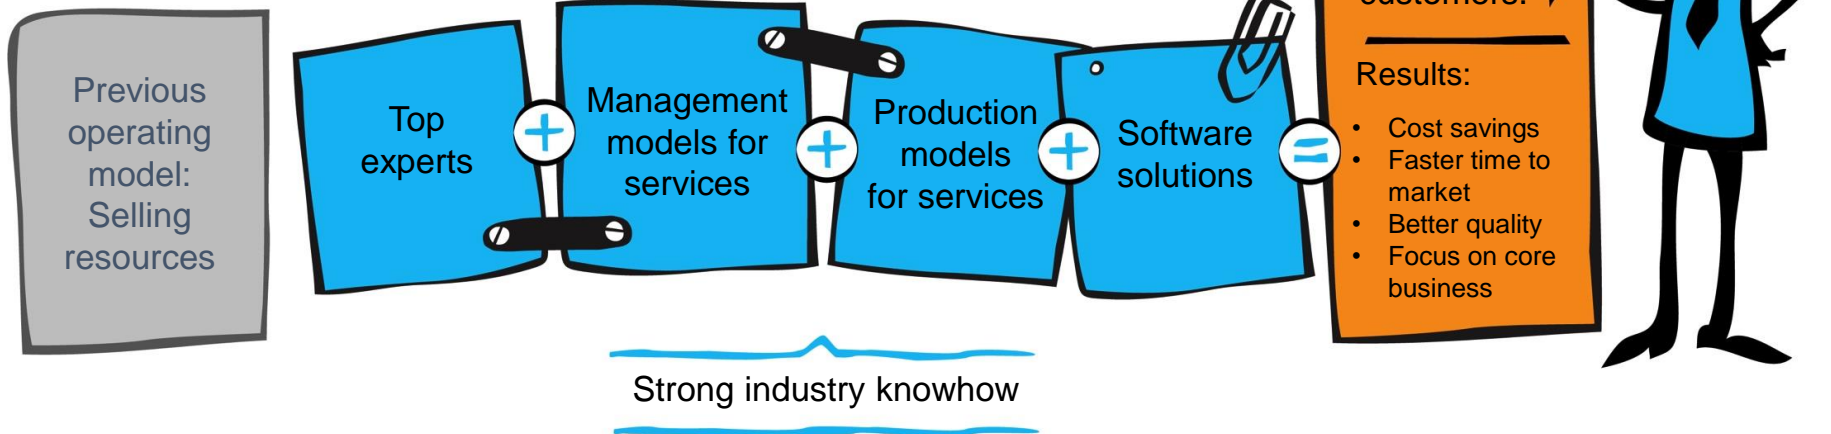 Previous
operating
model:
Selling
resources
Top
experts
+
Management
models for
services
+
Production
models
for services
+
Software
solutions
=
customers:
Results:
• Cost savings
• Faster time to
market
• Better quality
• Focus on core
business
Strong industry knowhow